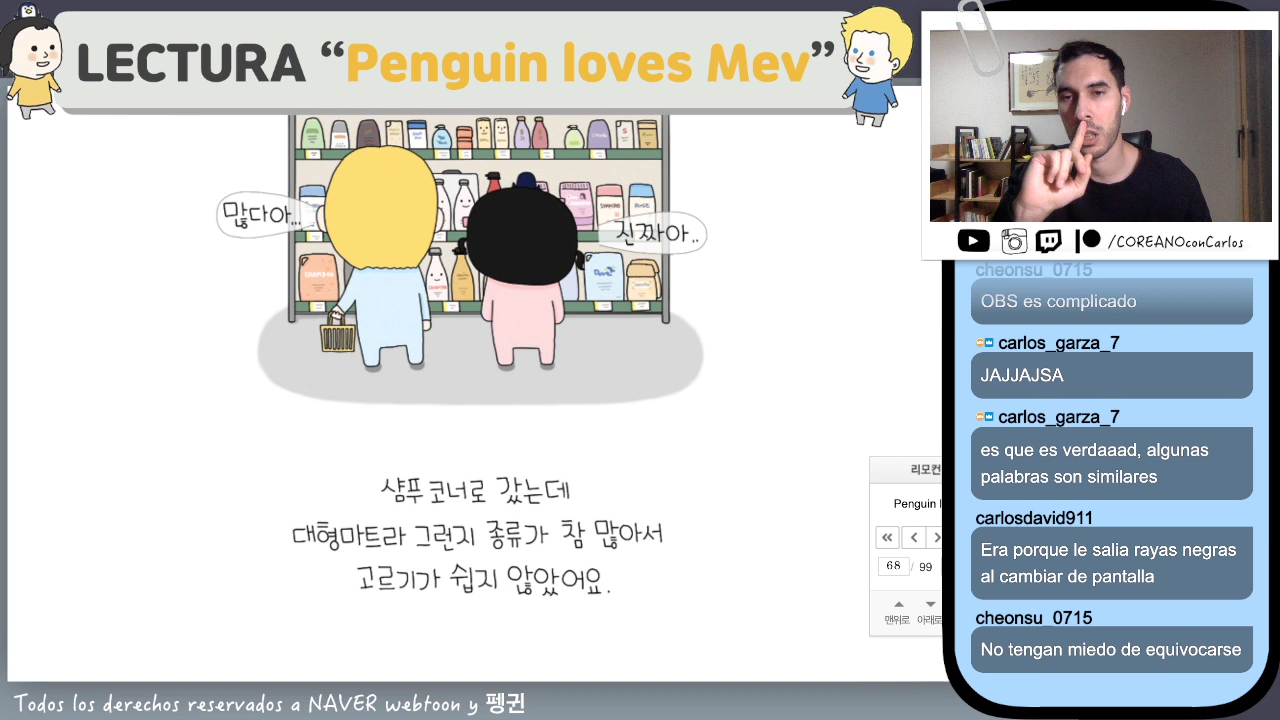 LECTURA “Penguin loves Mev”
많다아..
진짜아..
샴푸 코너로 갔는데
대형마트라 그런지 종류가 참 많아서
고르기가 쉽지 않았어요.
리모컨
Penguin l
68 / 99
맨위로 아래로
/COREANOconCarlos
cheonsu_0715
OBS es complicado
carlos_garza_7
JAJJAJSA
carlos_garza_7
es que es verdaaad, algunas
palabras son similares
carlosdavid911
Era porque le salia rayas negras
al cambiar de pantalla
cheonsu_0715
No tengan miedo de equivocarse
Todos los derechos reservados a NAVER webtoon y 펭귄